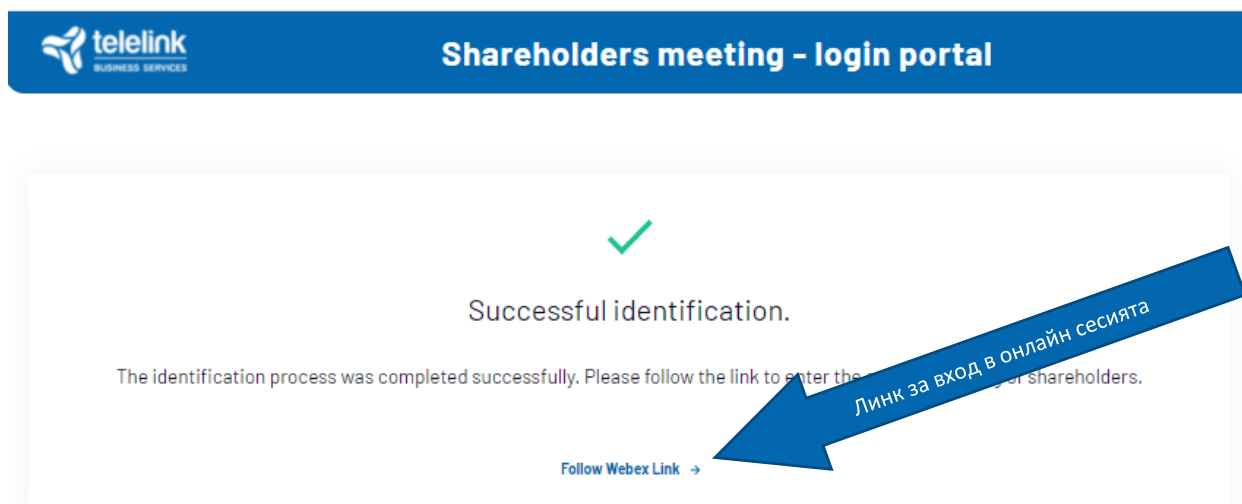 telelink
BUSINESS SERVICES
Shareholders meeting - login portal
Successful identification.
The identification process was completed successfully. Please follow the link to enter the of shareholders.
Линк за вход в онлайн сесията
Follow Webex Link →